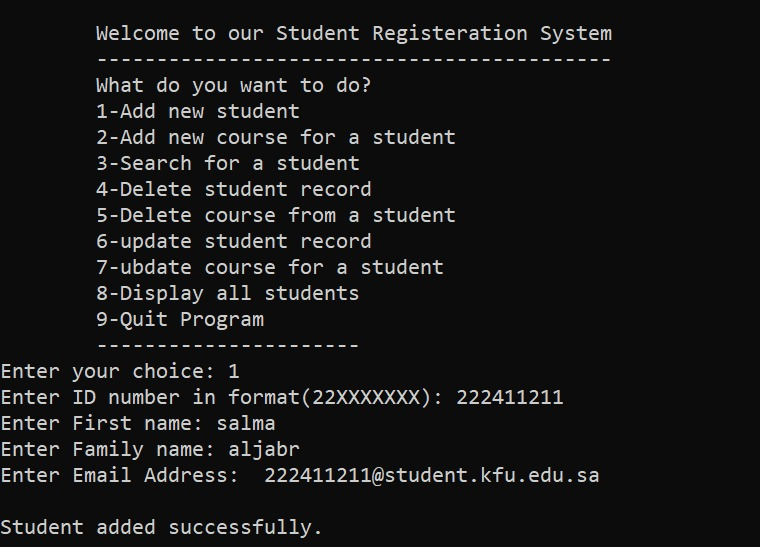 Welcome to our Student Registeration System
-------------------------------------------
What do you want to do?
1-Add new student
2-Add new course for a student
3-Search for a student
4-Delete student record
5-Delete course from a student
6-update student record
7-ubdate course for a student
8-Display all students
9-Quit Program
----------------------
Enter your choice: 1
Enter ID number in format(22XXXXXXX): 222411211
Enter First name: salma
Enter Family name: aljabr
Enter Email Address:  222411211@student.kfu.edu.sa
Student added successfully.